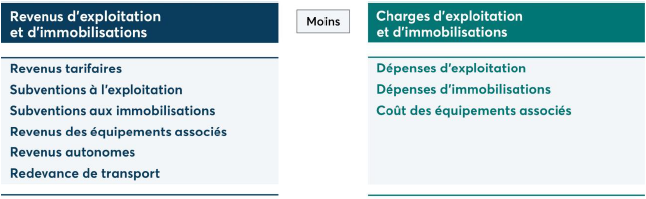 Revenus d'exploitation
et d'immobilisations
Moins
Charges d'exploitation
et d'immobilisations
Revenus tarifaires
Subventions à l'exploitation
Subventions aux immobilisations
Revenus des équipements associés
Revenus autonomes
Redevance de transport
Dépenses d'exploitation
Dépenses d'immobilisations
Coût des équipements associés